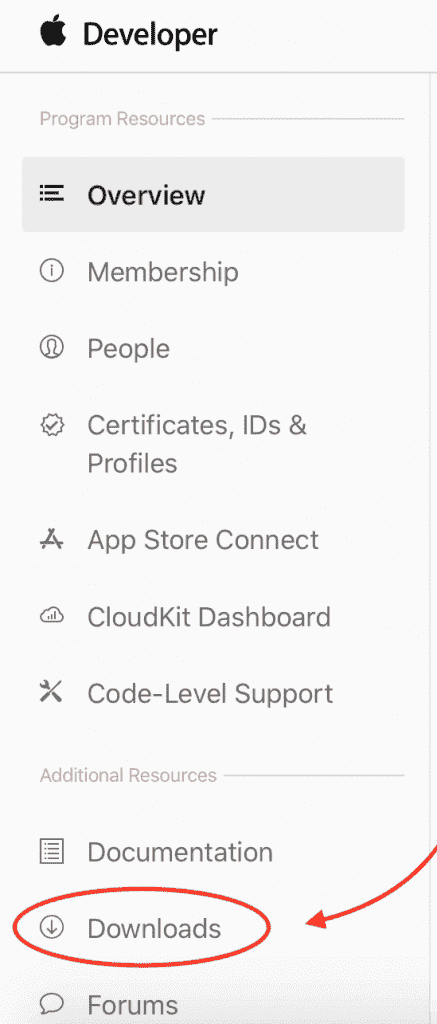 Developer
Program Resources
Overview
Membership
People
Certificates, IDs &
Profiles
App Store Connect
CloudKit Dashboard
Code-Level Support
Additional Resources
Documentation
Downloads
Forums